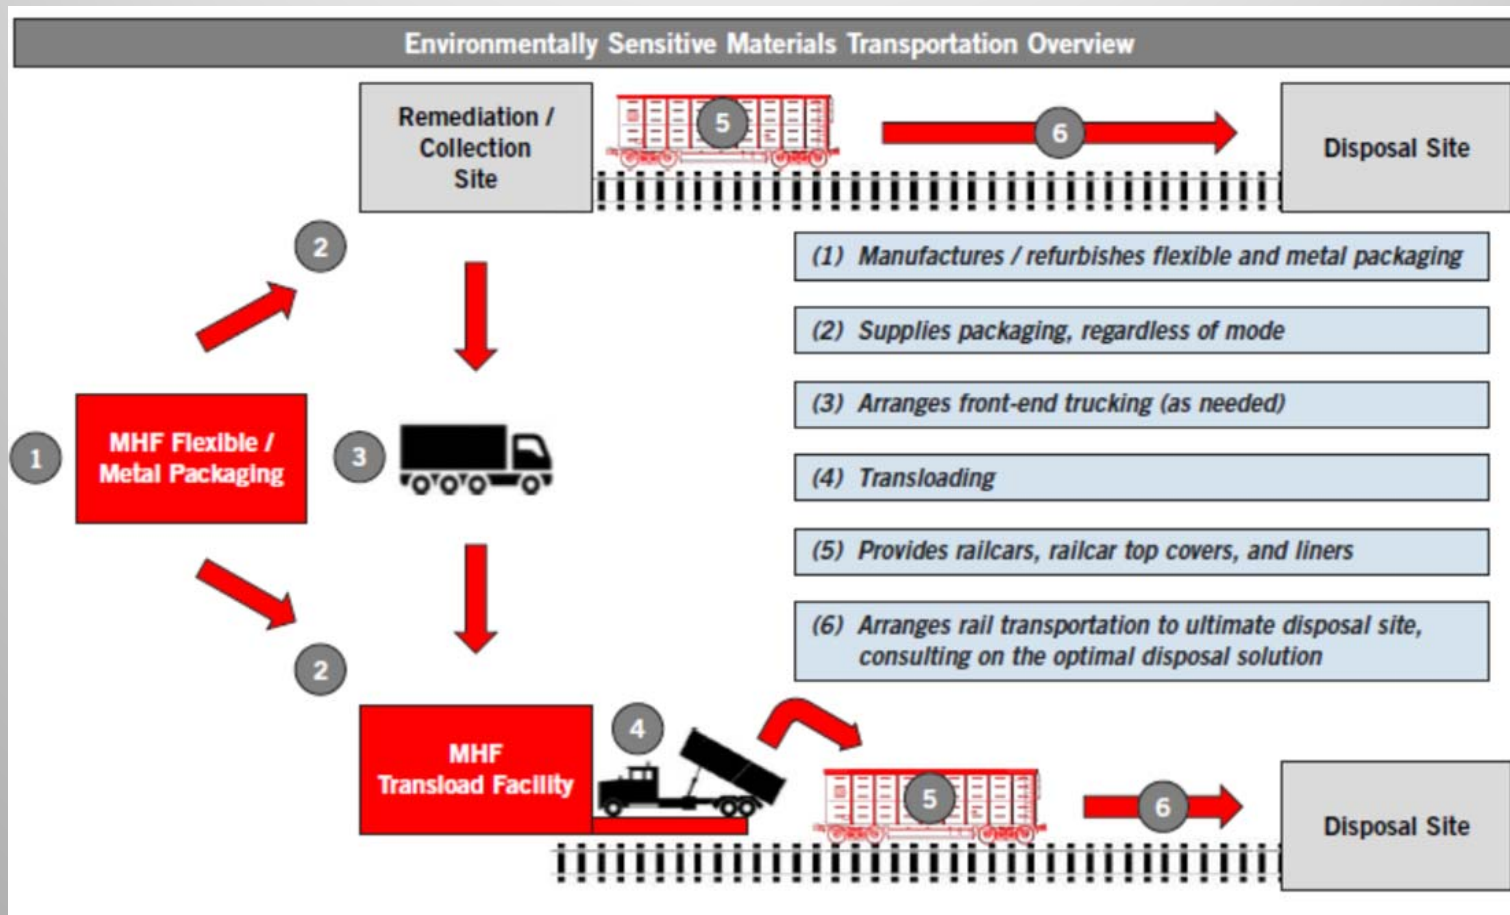 Environmentally Sensitive Materials Transportation Overview
Remediation /
Collection
Site
5
6
Disposal Site
2
(1) Manufactures / refurbishes flexible and metal packaging
(2) Supplies packaging, regardless of mode
(3) Arranges front-end trucking (as needed)
(4) Transloading
(5) Provides railcars, railcar top covers, and liners
(6) Arranges rail transportation to ultimate disposal site,
consulting on the optimal disposal solution
1
MHF Flexible /
Metal Packaging
3
2
MHF
Transload Facility
4
5
6
Disposal Site